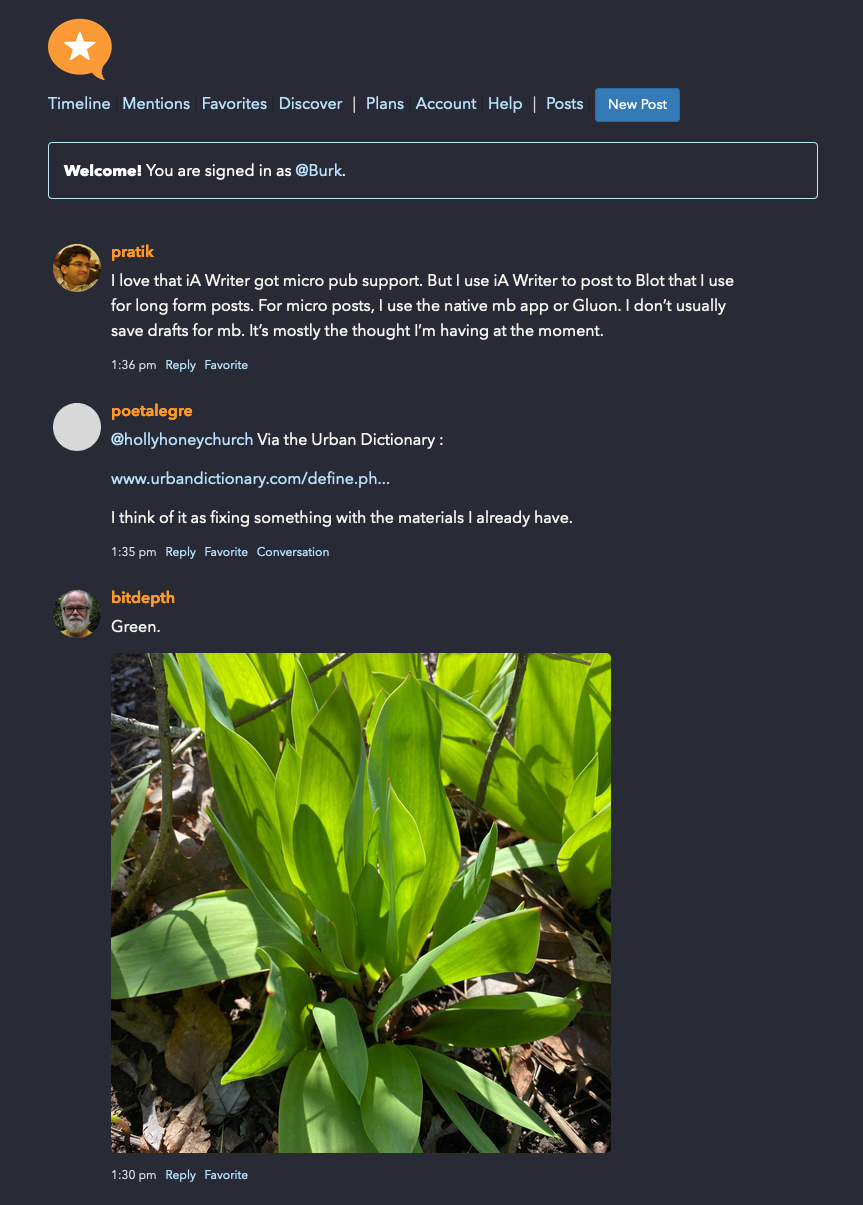 Timeline Mentions Favorites Discover | Plans Account Help | Posts New Post
Welcome! You are signed in as @Burk.
pratik
I love that iA Writer got micro pub support. But I use iA Writer to post to Blot that I use
for long form posts. For micro posts, I use the native mb app or Gluon. I don’t usually
save drafts for mb. It’s mostly the thought I’m having at the moment.
1:36 pm Reply Favorite
poetalegre
@hollyhoneychurch Via the Urban Dictionary :
www.urbandictionary.com/define.ph...
I think of it as fixing something with the materials I already have.
1:35 pm Reply Favorite Conversation
bitdepth
Green.
1:30 pm Reply Favorite